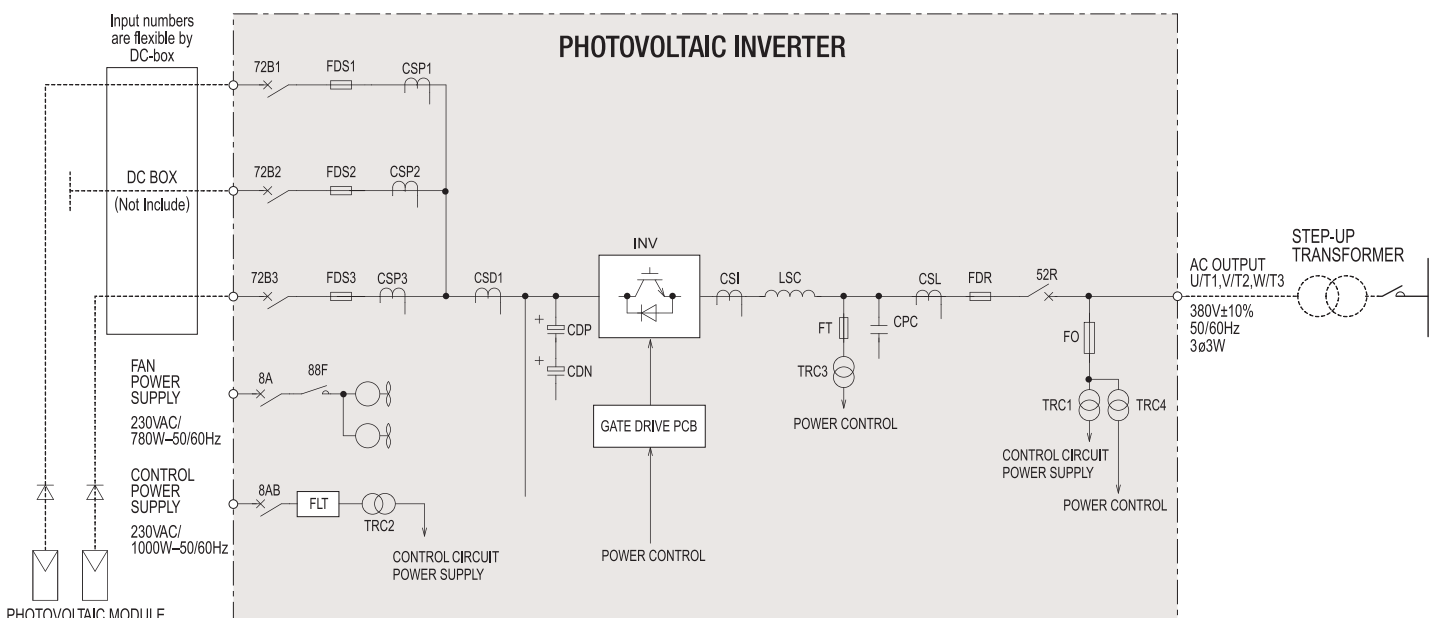 Input numbers
are flexible by
DC-box
PHOTOVOLTAIC INVERTER
72B1
FDS1
CSP1
DC BOX
(Not Include)
72B2
FDS2
CSP2
72B3
FDS3
CSP3
CSD1
INV
CSI
LSC
CSL
FDR
52R
AC OUTPUT
U/T1,V/T2,W/T3
380V±10%
50/60Hz
3ø3W
STEP-UP
TRANSFORMER
+
CDP
+
CDN
FT
CPC
TRC3
POWER CONTROL
FO
TRC1
TRC4
CONTROL CIRCUIT
POWER SUPPLY
POWER CONTROL
GATE DRIVE PCB
POWER CONTROL
FAN
POWER
SUPPLY
230VAC/
780W–50/60Hz
8A
88F
CONTROL
POWER
SUPPLY
230VAC/
1000W–50/60Hz
8AB
FLT
TRC2
CONTROL CIRCUIT
POWER SUPPLY
PHOTOVOLTAIC MODULE